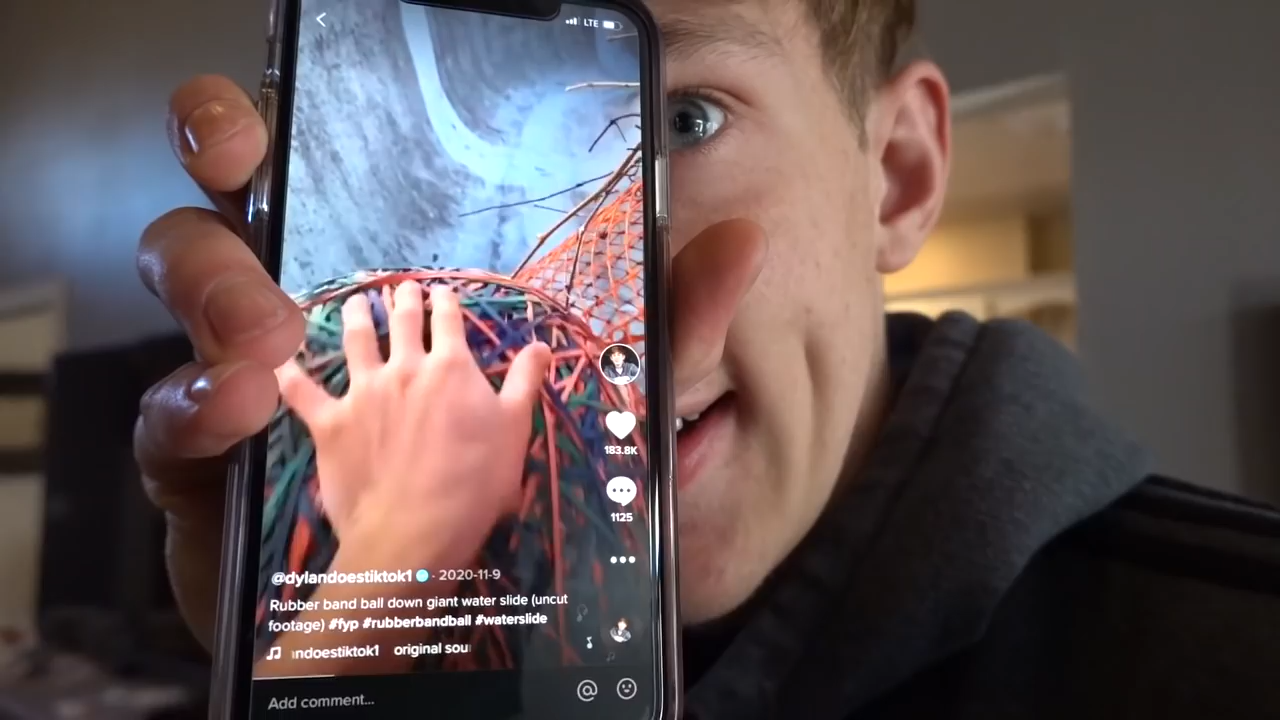 LTE
183.8K
1125
@dylandoestiktok1 · 2020-11-9
Rubber band ball down giant water slide (uncut
footage) #fyp #rubberbandball #waterslide
ndoestiktok1 original sou
Add comment...